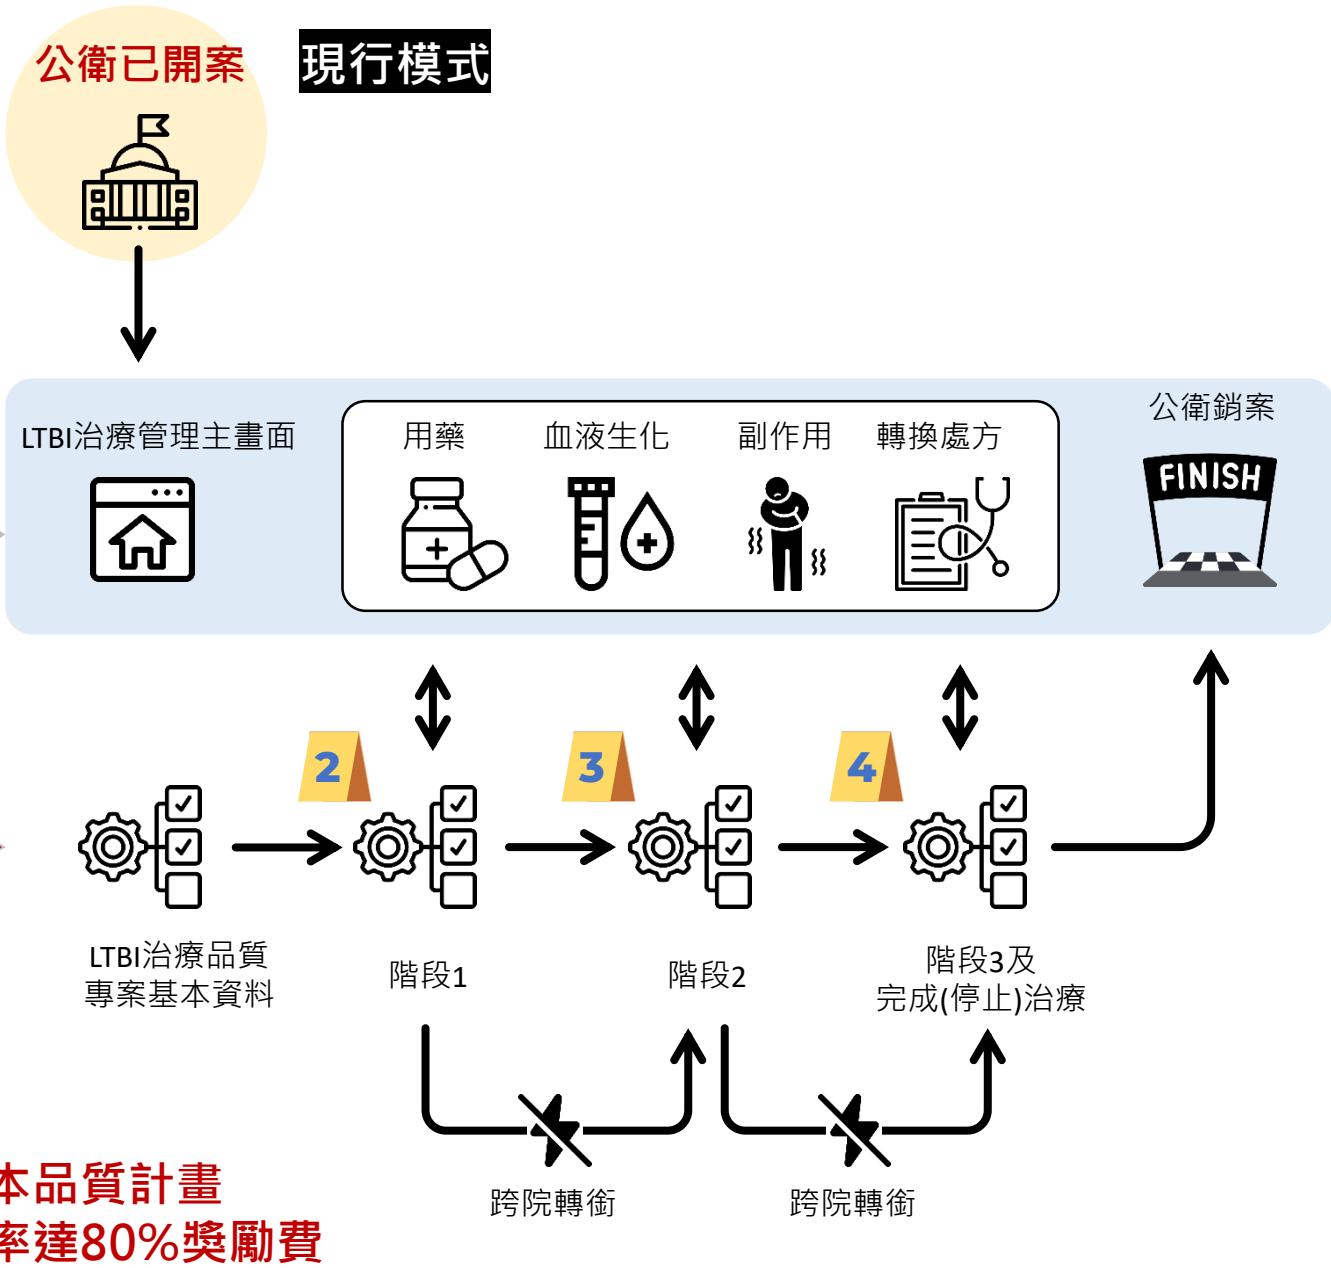 公衛已開案
現行模式
LTBI治療管理主畫面
用藥
血液生化
副作用
轉換處方
公衛銷案
FINISH
2
3
4
LTBI治療品質
專案基本資料
階段1
階段2
階段3及
完成(停止)治療
跨院轉銜
跨院轉銜
本品質計畫
率達80%獎勵費